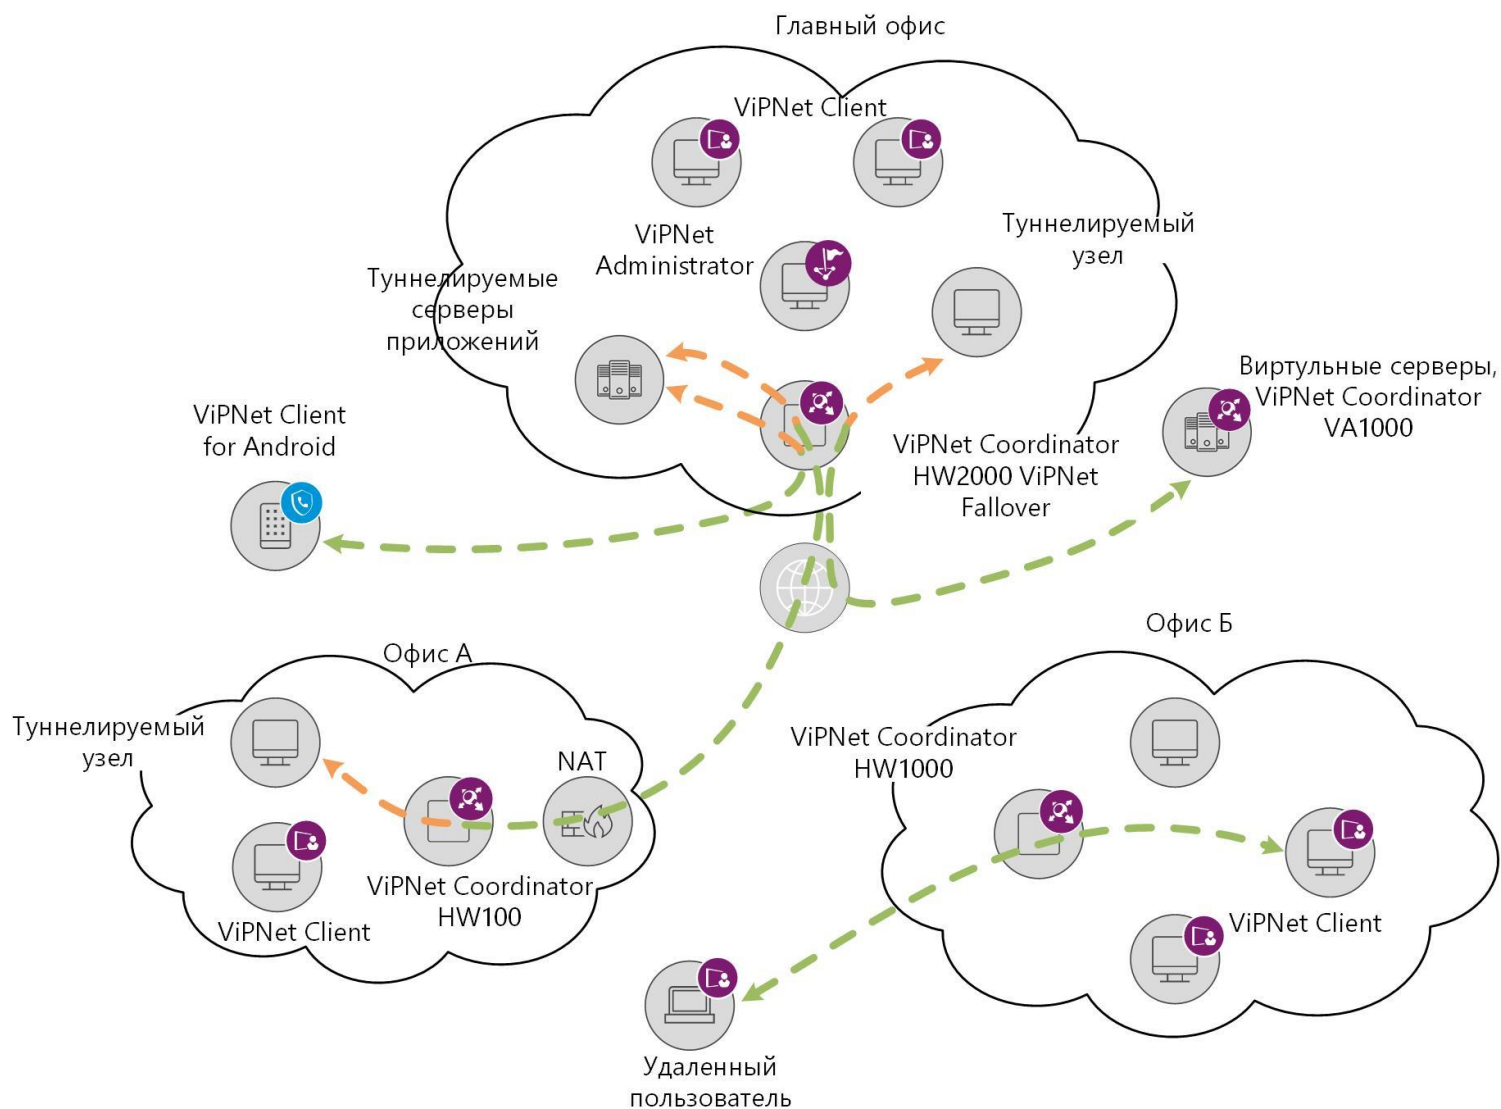 Главный офис
ViPNet Client
ViPNet
Administrator
Туннелируемый
узел
Туннелируемые
серверы
приложений
Виртульные серверы,
ViPNet Coordinator
VA1000
ViPNet Client
for Android
ViPNet Coordinator
HW2000 ViPNet
Fallover
Офис А
Офис Б
Туннелируемый
узел
NAT
ViPNet Coordinator
HW1000
ViPNet Coordinator
HW100
ViPNet Client
ViPNet Client
Удаленный
пользователь